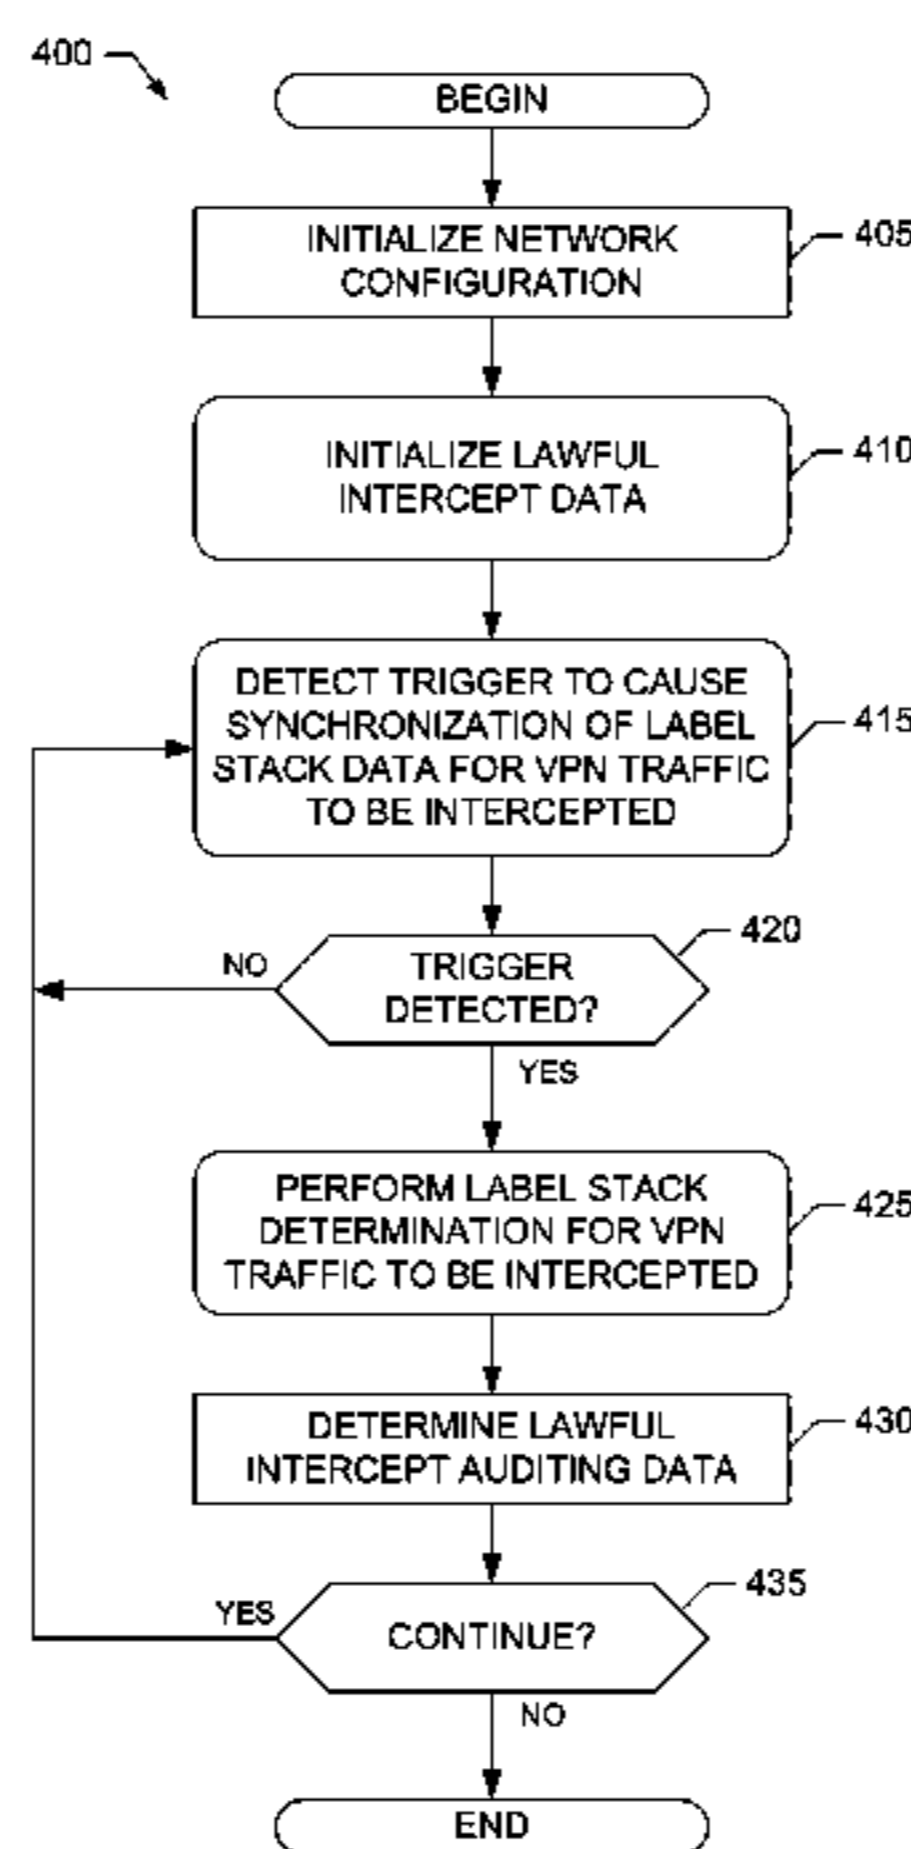 400
BEGIN
INITIALIZE NETWORK
CONFIGURATION
405
INITIALIZE LAWFUL
INTERCEPT DATA
410
DETECT TRIGGER TO CAUSE
SYNCHRONIZATION OF LABEL
STACK DATA FOR VPN TRAFFIC
TO BE INTERCEPTED
415
TRIGGER
DETECTED?
420
NO
YES
PERFORM LABEL STACK
DETERMINATION FOR VPN
TRAFFIC TO BE INTERCEPTED
425
DETERMINE LAWFUL
INTERCEPT AUDITING DATA
430
CONTINUE?
435
YES
NO
END